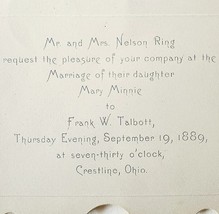 Mr. and Mrs. Nelson Ring
request the pleasure of your company at the
Marriage of their daughter
Mary Minnie
to
Frank W. Talbott,
Thursday Evening, September 19, 1889,
at seven-thirty o'clock,
Crestline, Ohio.